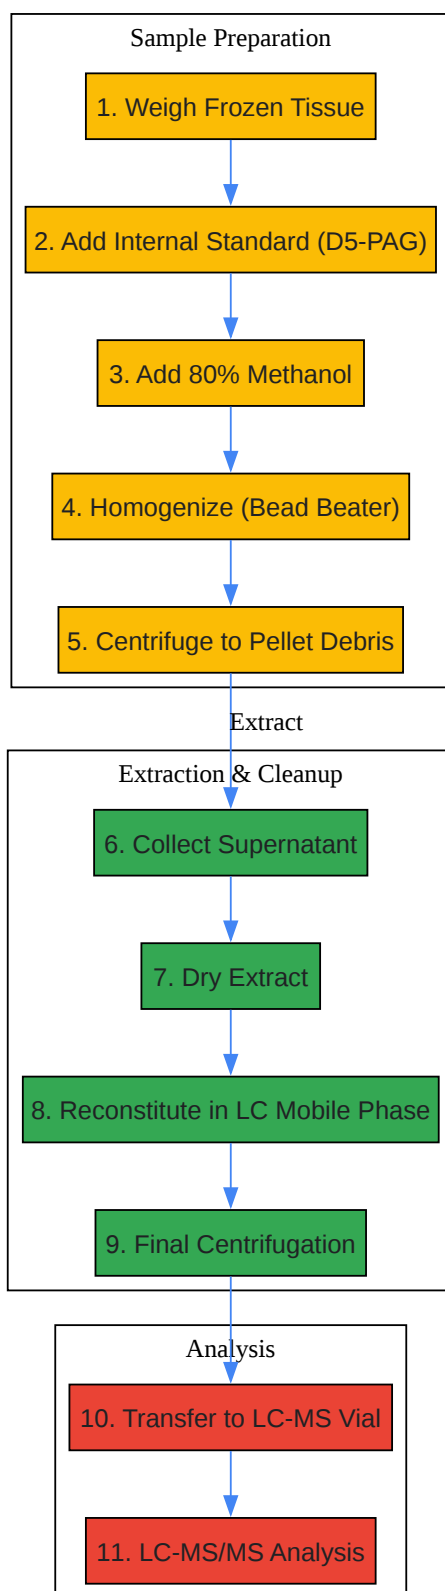 Sample Preparation
1. Weigh Frozen Tissue
2. Add Internal Standard (D5-PAG)
3. Add 80% Methanol
4. Homogenize (Bead Beater)
5. Centrifuge to Pellet Debris
Extract
Extraction & Cleanup
6. Collect Supernatant
7. Dry Extract
8. Reconstitute in LC Mobile Phase
9. Final Centrifugation
Analysis
10. Transfer to LC-MS Vial
11. LC-MS/MS Analysis